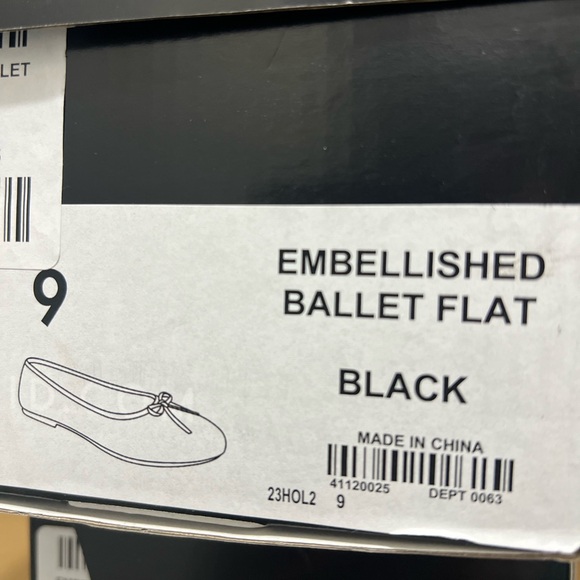 LET
9
EMBELLISHED
BALLET FLAT
BLACK
MADE IN CHINA
41120025 DEPT 0063
23HOL2 9